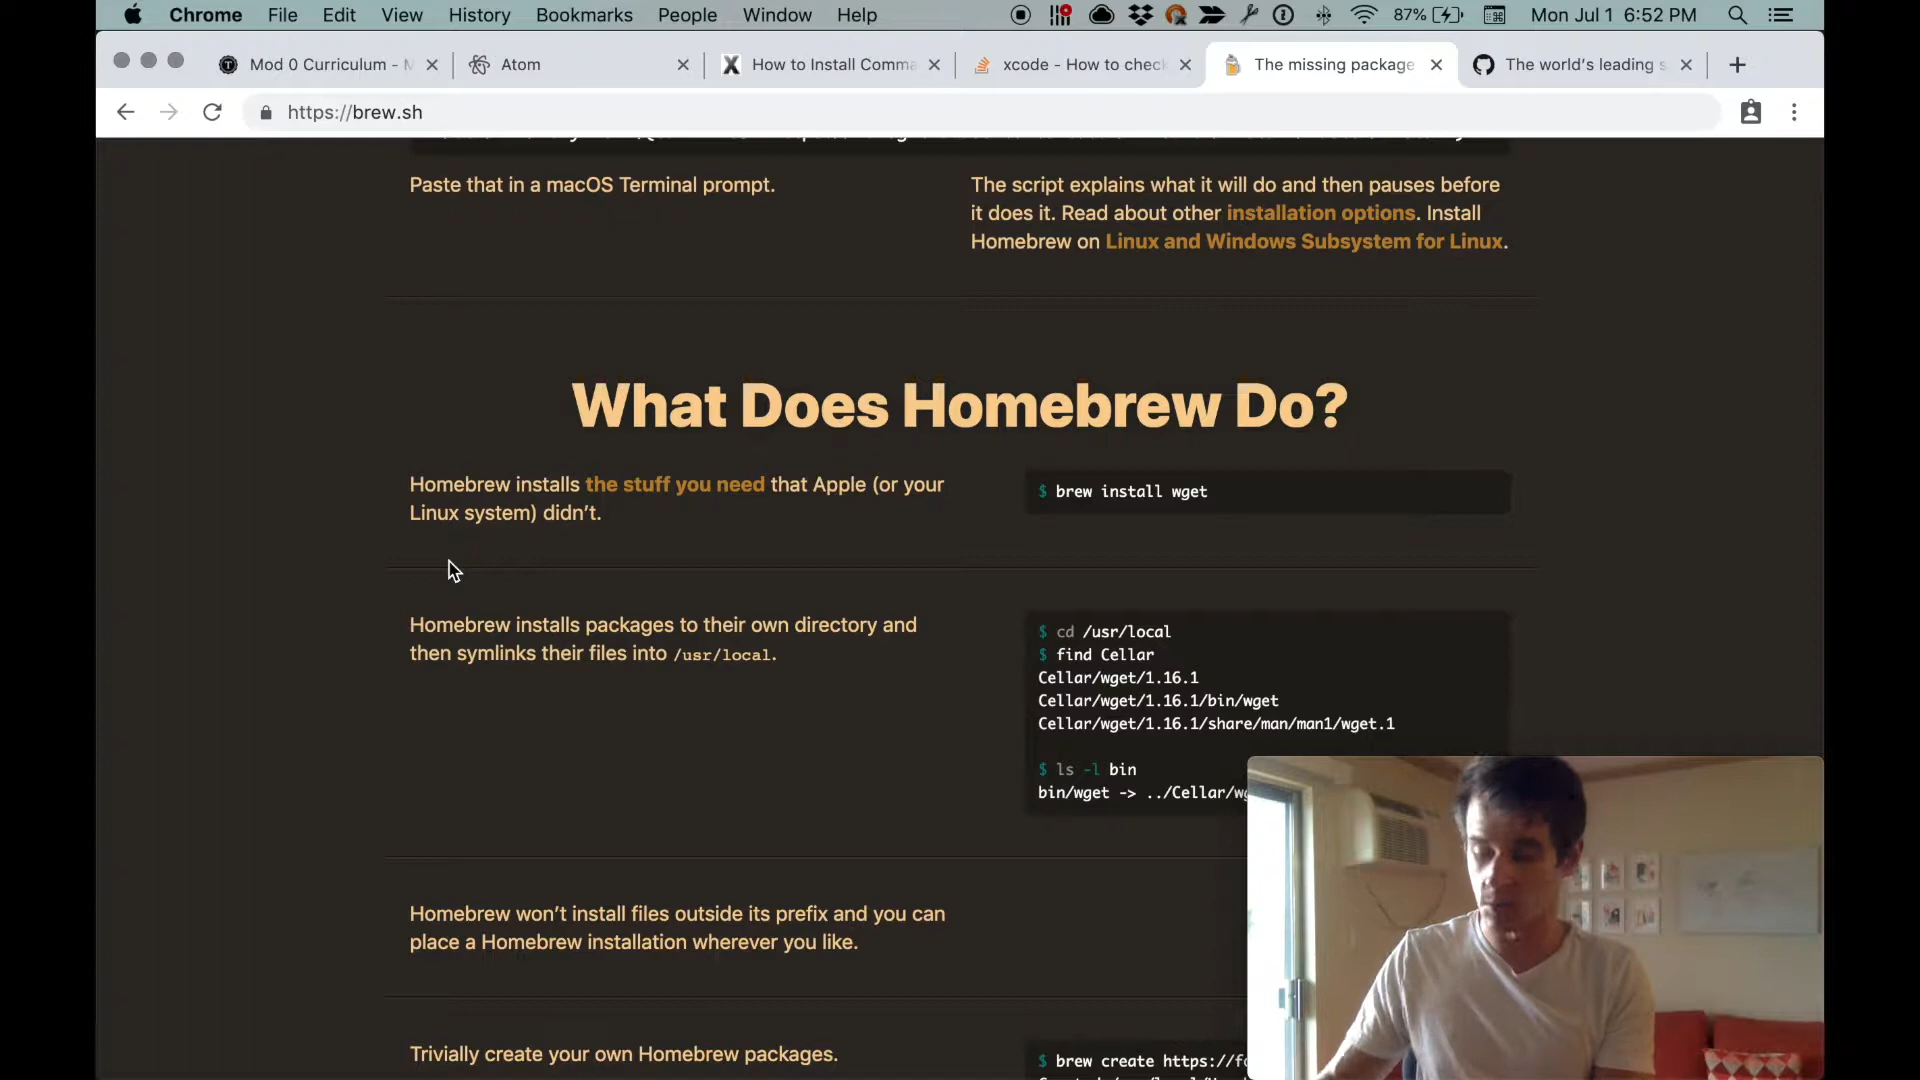 Chrome File Edit View History Bookmarks People Window Help 87% Mon Jul 1 6:52 PM
Mod 0 Curriculum - M Atom How to Install Comma xcode - How to check The missing package The world's leading s
https://brew.sh
Paste that in a macOS Terminal prompt.
The script explains what it will do and then pauses before
it does it. Read about other installation options. Install
Homebrew on Linux and Windows Subsystem for Linux.
What Does Homebrew Do?
Homebrew installs the stuff you need that Apple (or your
Linux system) didn’t.
$ brew install wget
Homebrew installs packages to their own directory and
then symlinks their files into /usr/local.
$ cd /usr/local
$ find Cellar
Cellar/wget/1.16.1
Cellar/wget/1.16.1/bin/wget
Cellar/wget/1.16.1/share/man/man1/wget.1
$ ls -l bin
bin/wget -> ../Cellar/wg
Homebrew won’t install files outside its prefix and you can
place a Homebrew installation wherever you like.
Trivially create your own Homebrew packages.
$ brew create https://fo